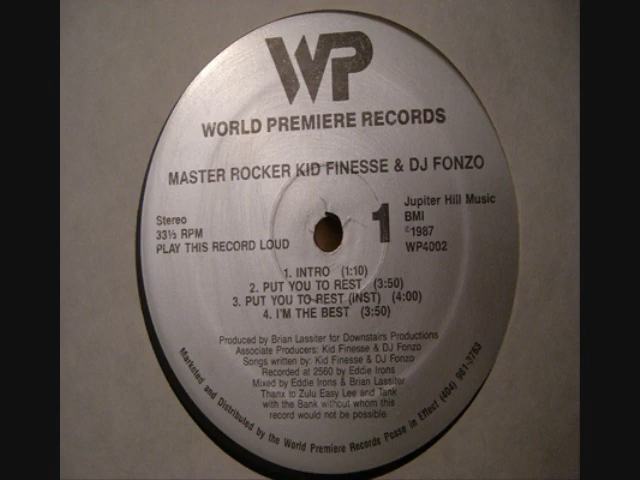 WP
WORLD PREMIERE RECORDS
MASTER ROCKER KID FINESSE & DJ FONZO
Stereo
33⅓ RPM
PLAY THIS RECORD LOUD
1
Jupiter Hill Music
BMI
©1987
WP4002
1. INTRO (1:10)
2. PUT YOU TO REST (3:50)
3. PUT YOU TO REST (INST) (4:00)
4. I'M THE BEST (3:50)
Produced by Brian Lassiter for Downstairs Productions
Associate Producers: Kid Finesse & DJ Fonzo
Songs written by: Kid Finesse & DJ Fonzo
Recorded at 2560 by Eddie Irons
Mixed by Eddie Irons & Brian Lassiter
Thanx to Zulu Easy Lee and Tank
with the Bank without whom this
record would not be possible
Marketed and Distributed by the World Premiere Records Posse in Effect (404) 981-3763